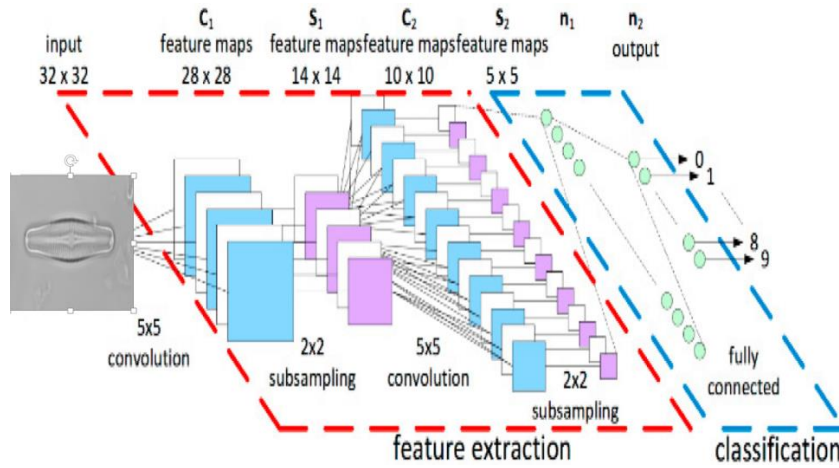 C1 S1 C2 S2 n1 n2
input feature maps feature maps feature maps feature maps output
32 x 32 28 x 28 14 x 14 10 x 10 5 x 5
0
1
8
9
5x5
convolution
2x2
subsampling
5x5
convolution
2x2
subsampling
fully
connected
feature extraction
classification